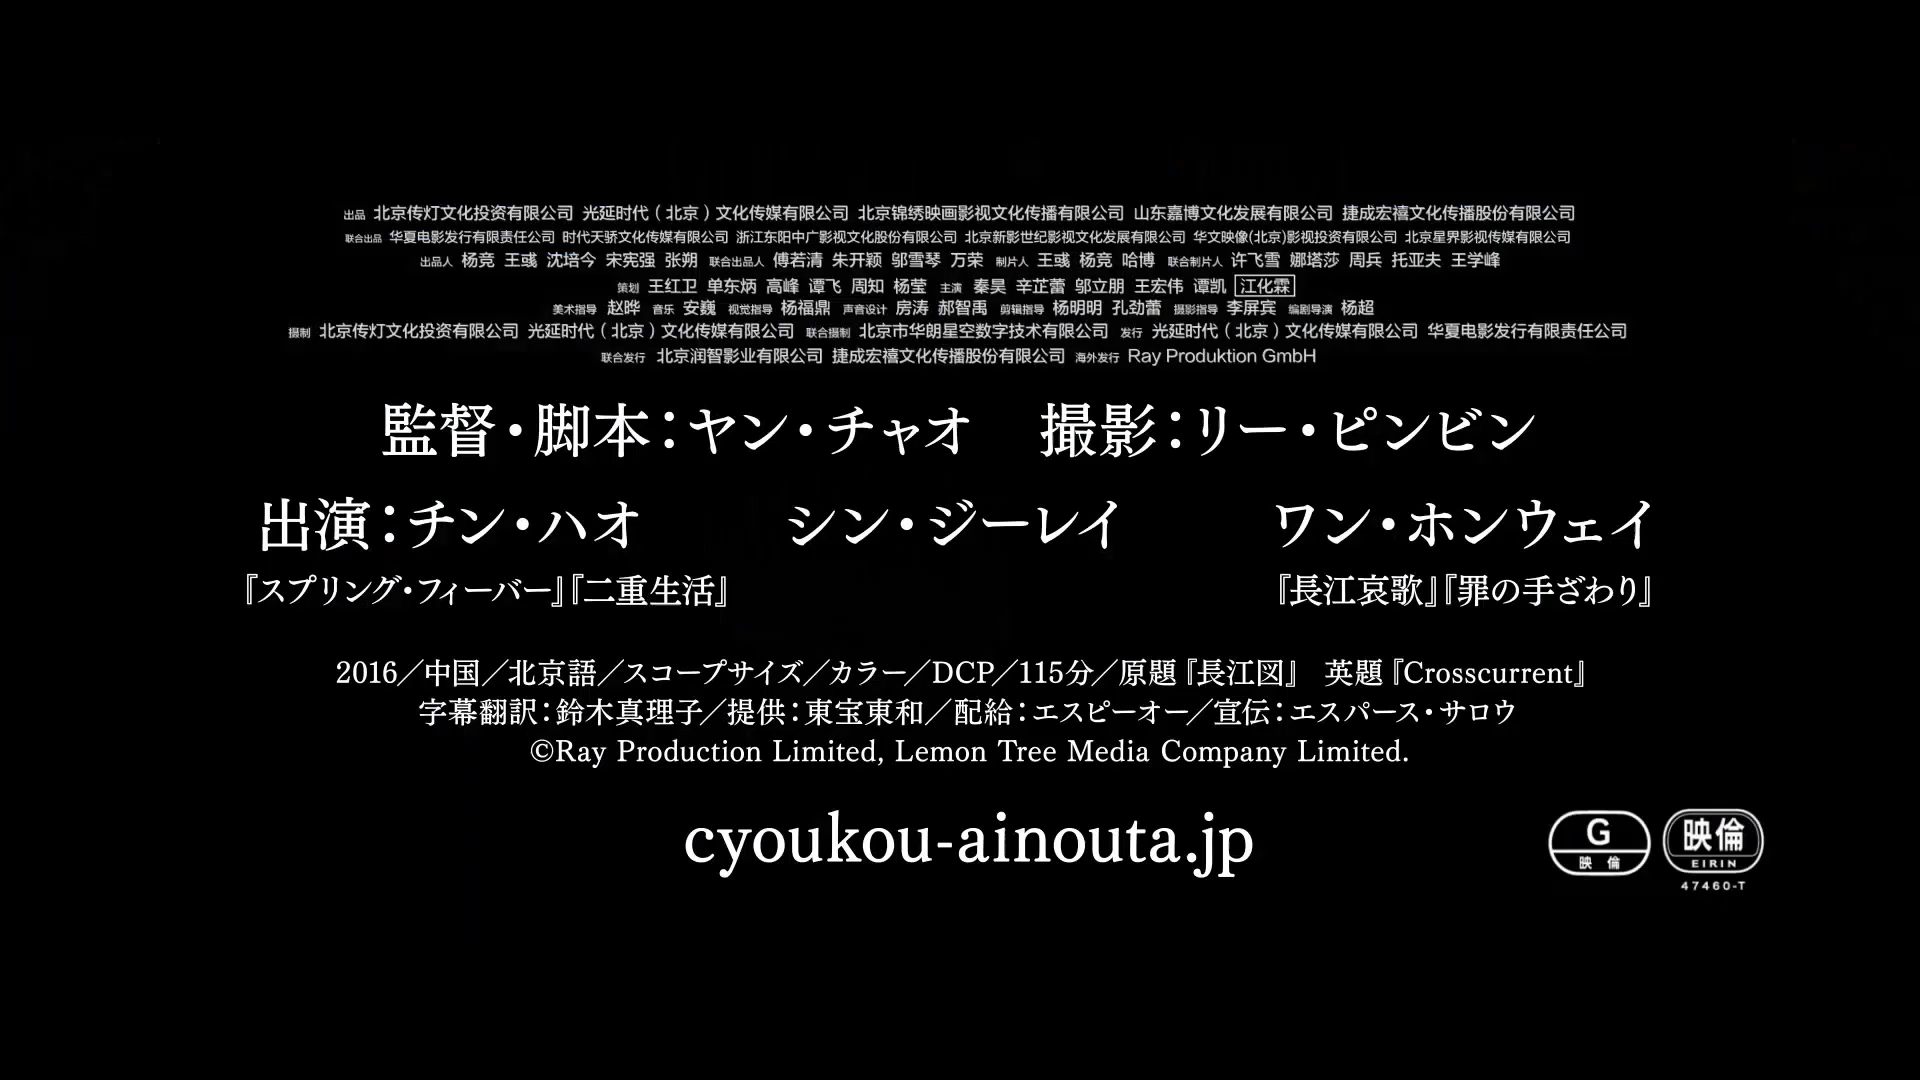 出品 北京传灯文化投资有限公司 光延时代（北京）文化传媒有限公司 北京锦绣映画影视文化传播有限公司 山东嘉博文化发展有限公司 捷成宏禧文化传播股份有限公司
联合出品 华夏电影发行有限责任公司 时代天骄文化传媒有限公司 浙江东阳中广影视文化股份有限公司 北京新影世纪影视文化发展有限公司 华文映像(北京)影视投资有限公司 北京星界影视传媒有限公司
出品人 杨竞 王彧 沈培今 宋宪强 张朔 联合出品人 傅若清 朱开颖 邬雪琴 万荣 制片人 王彧 杨竞 哈博 联合制片人 许飞雪 娜塔莎 周兵 托亚夫 王学峰
策划 王红卫 单东炳 高峰 谭飞 周知 杨莹 主演 秦昊 辛芷蕾 邬立朋 王宏伟 谭凯 江化霖
美术指导 赵晔 音乐 安巍 视觉指导 杨福鼎 声音设计 房涛 郝智禹 剪辑指导 杨明明 孔劲蕾 摄影指导 李屏宾 编剧导演 杨超
摄制 北京传灯文化投资有限公司 光延时代（北京）文化传媒有限公司 联合摄制 北京市华朗星空数字技术有限公司 发行 光延时代（北京）文化传媒有限公司 华夏电影发行有限责任公司
联合发行 北京润智影业有限公司 捷成宏禧文化传播股份有限公司 海外发行 Ray Produktion GmbH
監督・脚本：ヤン・チャオ 撮影：リー・ピンビン
出演：チン・ハオ シン・ジーレイ ワン・ホンウェイ
『スプリング・フィーバー』『二重生活』 『長江哀歌』『罪の手ざわり』
2016／中国／北京語／スコープサイズ／カラー／DCP／115分／原題『長江図』 英題『Crosscurrent』
字幕翻訳：鈴木真理子／提供：東宝東和／配給：エスピーオー／宣伝：エスパース・サロウ
©Ray Production Limited, Lemon Tree Media Company Limited.
cyoukou-ainouta.jp
G 映倫
映倫 EIRIN
47460-T